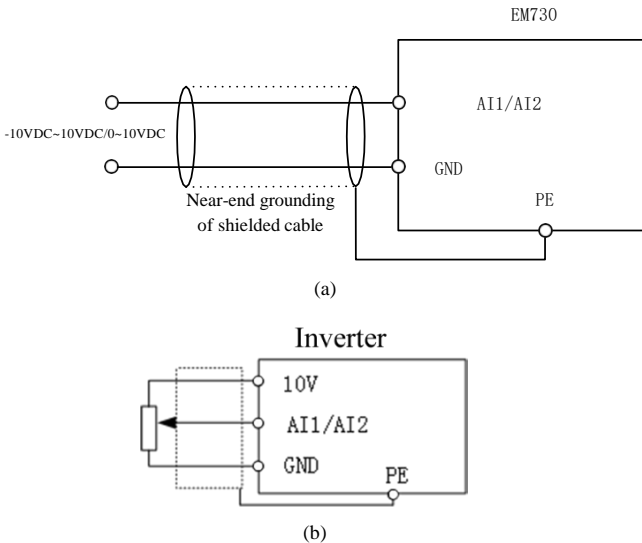 EM730
AI1/AI2
-10VDC~10VDC/0~10VDC
GND
Near-end grounding
of shielded cable
PE
(a)
Inverter
10V
AI1/AI2
GND
PE
(b)